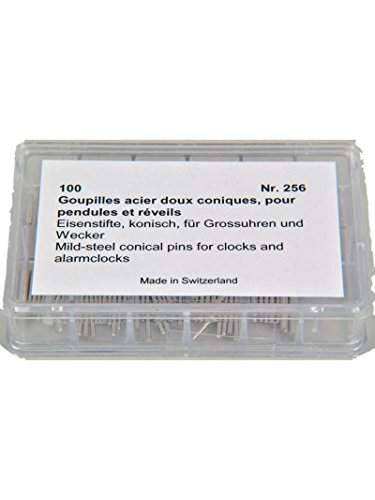 100 Nr. 256
Goupilles acier doux coniques, pour
pendules et réveils
Eisenstifte, konisch, für Grossuhren und
Wecker
Mild-steel conical pins for clocks and
alarmclocks
Made in Switzerland